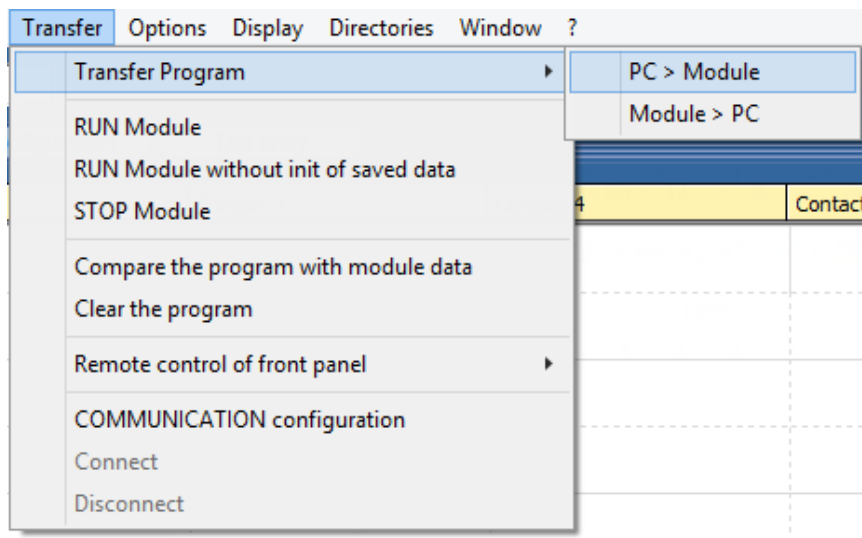 Transfer Options Display Directories Window ?
Transfer Program
PC > Module
Module > PC
RUN Module
RUN Module without init of saved data
STOP Module
4 Contact
Compare the program with module data
Clear the program
Remote control of front panel
COMMUNICATION configuration
Connect
Disconnect